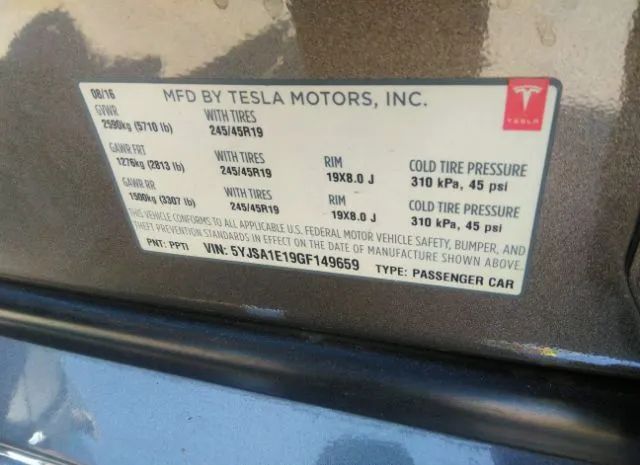 08/16 MFD BY TESLA MOTORS, INC.
TESLA
GVWR WITH TIRES
2590kg (5710 lb) 245/45R19
GAWR FRT WITH TIRES RIM COLD TIRE PRESSURE
1276kg (2813 lb) 245/45R19 19X8.0 J 310 kPa, 45 psi
GAWR RR WITH TIRES RIM COLD TIRE PRESSURE
1500kg (3307 lb) 245/45R19 19X8.0 J 310 kPa, 45 psi
THIS VEHICLE CONFORMS TO ALL APPLICABLE U.S. FEDERAL MOTOR VEHICLE SAFETY, BUMPER, AND
THEFT PREVENTION STANDARDS IN EFFECT ON THE DATE OF MANUFACTURE SHOWN ABOVE.
PNT: PPTI VIN: 5YJSA1E19GF149659 TYPE: PASSENGER CAR